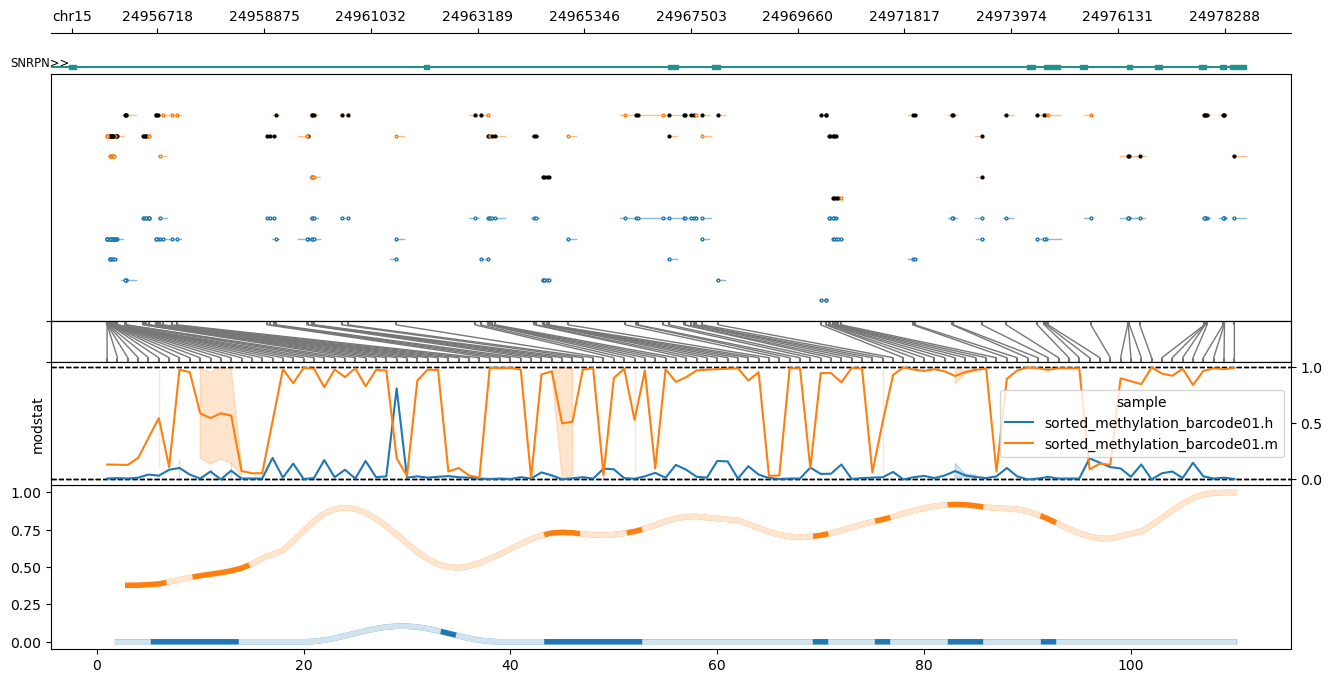 chr15 24956718 24958875 24961032 24963189 24965346 24967503 24969660 24971817 24973974 24976131 24978288
SNRPN>>
modstat
1.0
0.5
0.0
sample
sorted_methylation_barcode01.h
sorted_methylation_barcode01.m
1.00
0.75
0.50
0.25
0.00
0 20 40 60 80 100